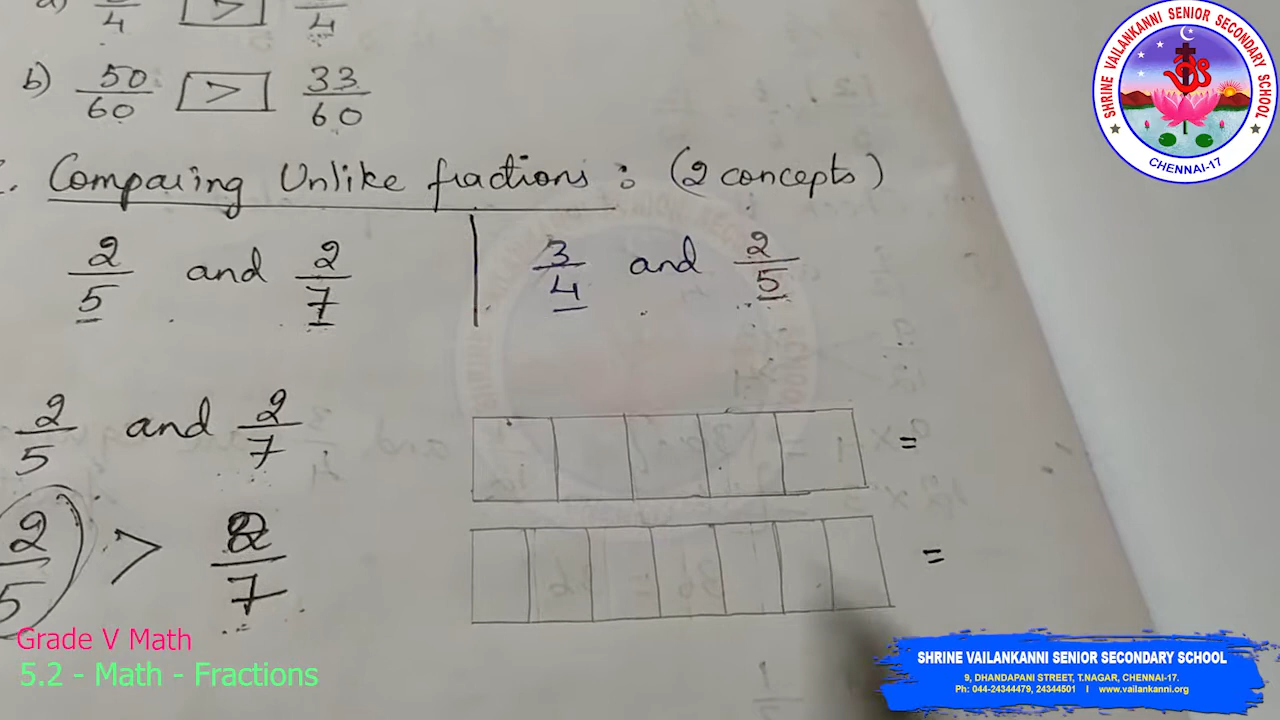 4 > 4
b) 50/60 > 33/60
Comparing Unlike fractions : (2 concepts)
2/5 and 2/7 | 3/4 and 2/5
2/5 and 2/7
=
2/5 > 2/7
=
Grade V Math
5.2 - Math - Fractions
SHRINE VAILANKANNI SENIOR SECONDARY SCHOOL
CHENNAI-17
SHRINE VAILANKANNI SENIOR SECONDARY SCHOOL
9, DHANDAPANI STREET, T.NAGAR, CHENNAI-17.
Ph: 044-24344479, 24344501 I www.vailankanni.org